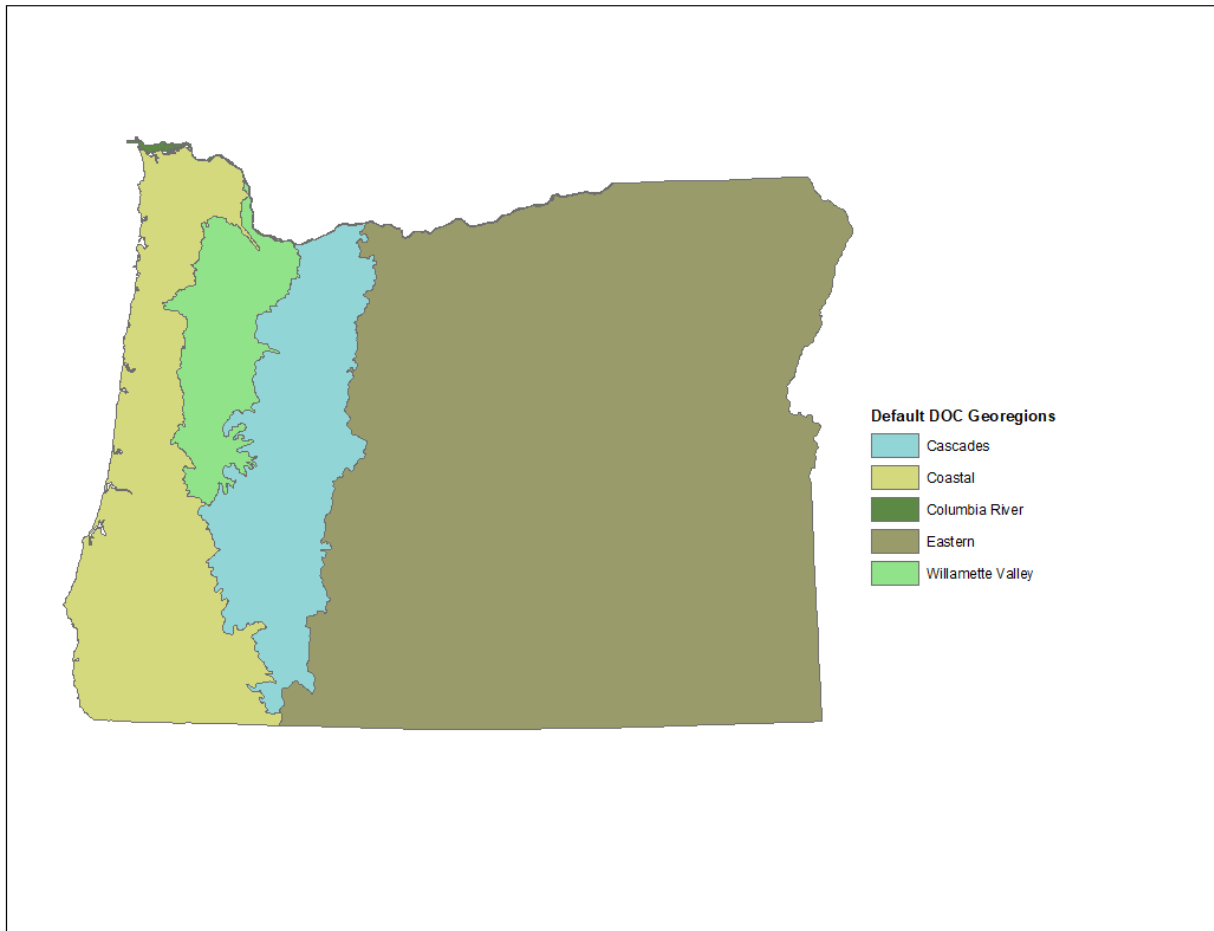 Default DOC Georegions
Cascades
Coastal
Columbia River
Eastern
Willamette Valley